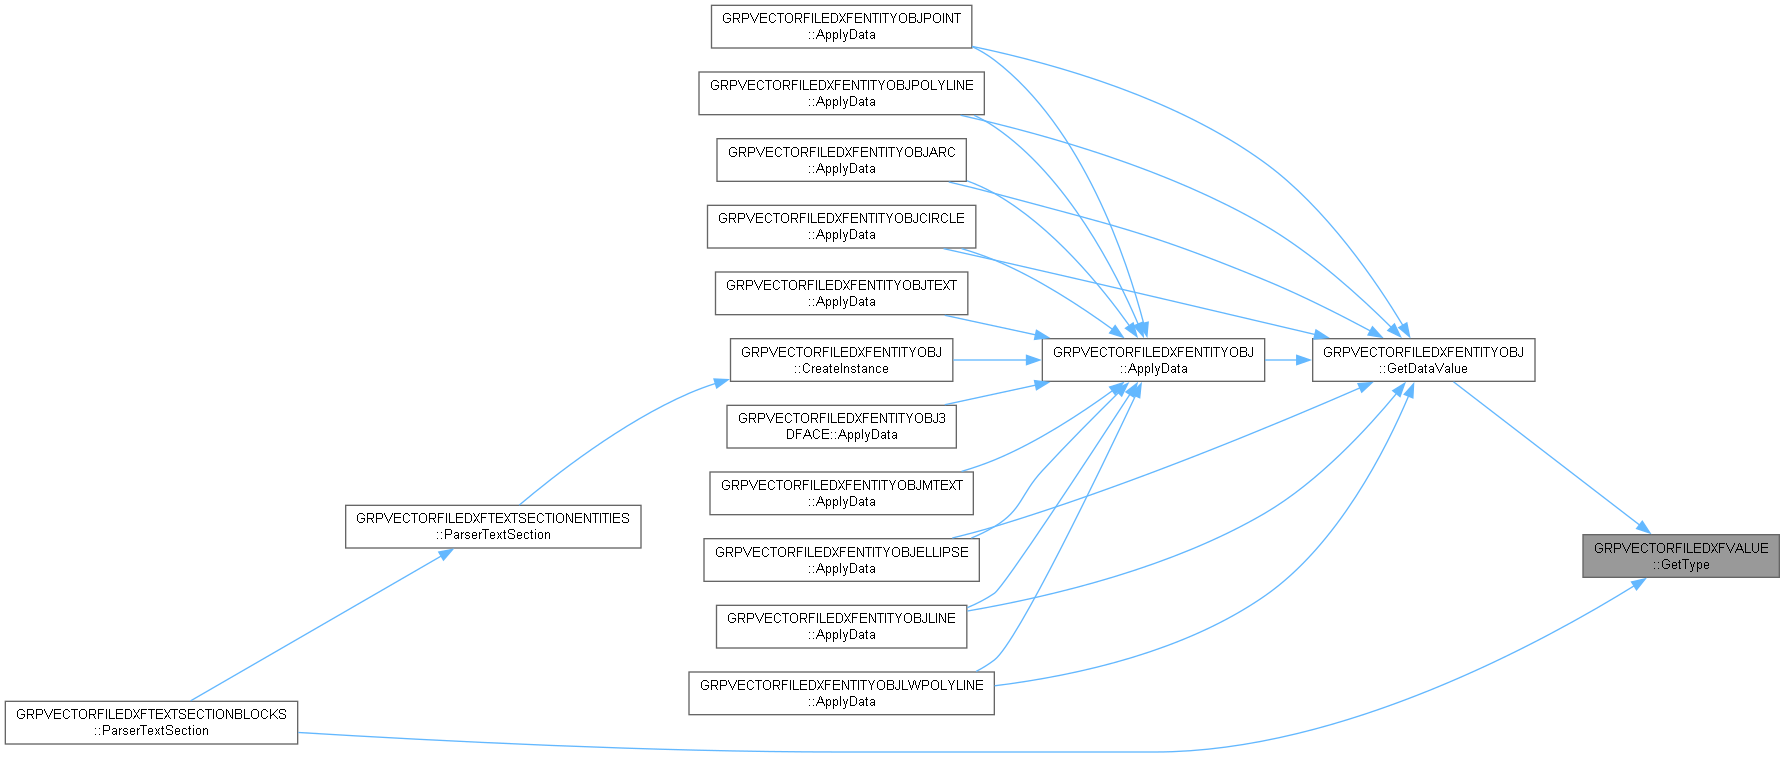 GRPVECTORFILEDXFENTITYOBJPOINT
::ApplyData
GRPVECTORFILEDXFENTITYOBJPOLYLINE
::ApplyData
GRPVECTORFILEDXFENTITYOBJARC
::ApplyData
GRPVECTORFILEDXFENTITYOBJCIRCLE
::ApplyData
GRPVECTORFILEDXFENTITYOBJTEXT
::ApplyData
GRPVECTORFILEDXFENTITYOBJ
::CreateInstance
GRPVECTORFILEDXFENTITYOBJ
::ApplyData
GRPVECTORFILEDXFENTITYOBJ
::GetDataValue
GRPVECTORFILEDXFENTITYOBJ3
DFACE::ApplyData
GRPVECTORFILEDXFENTITYOBJMTEXT
::ApplyData
GRPVECTORFILEDXFTEXTSECTIONENTITIES
::ParserTextSection
GRPVECTORFILEDXFENTITYOBJELLIPSE
::ApplyData
GRPVECTORFILEDXFVALUE
::GetType
GRPVECTORFILEDXFENTITYOBJLINE
::ApplyData
GRPVECTORFILEDXFENTITYOBJLWPOLYLINE
::ApplyData
GRPVECTORFILEDXFTEXTSECTIONBLOCKS
::ParserTextSection